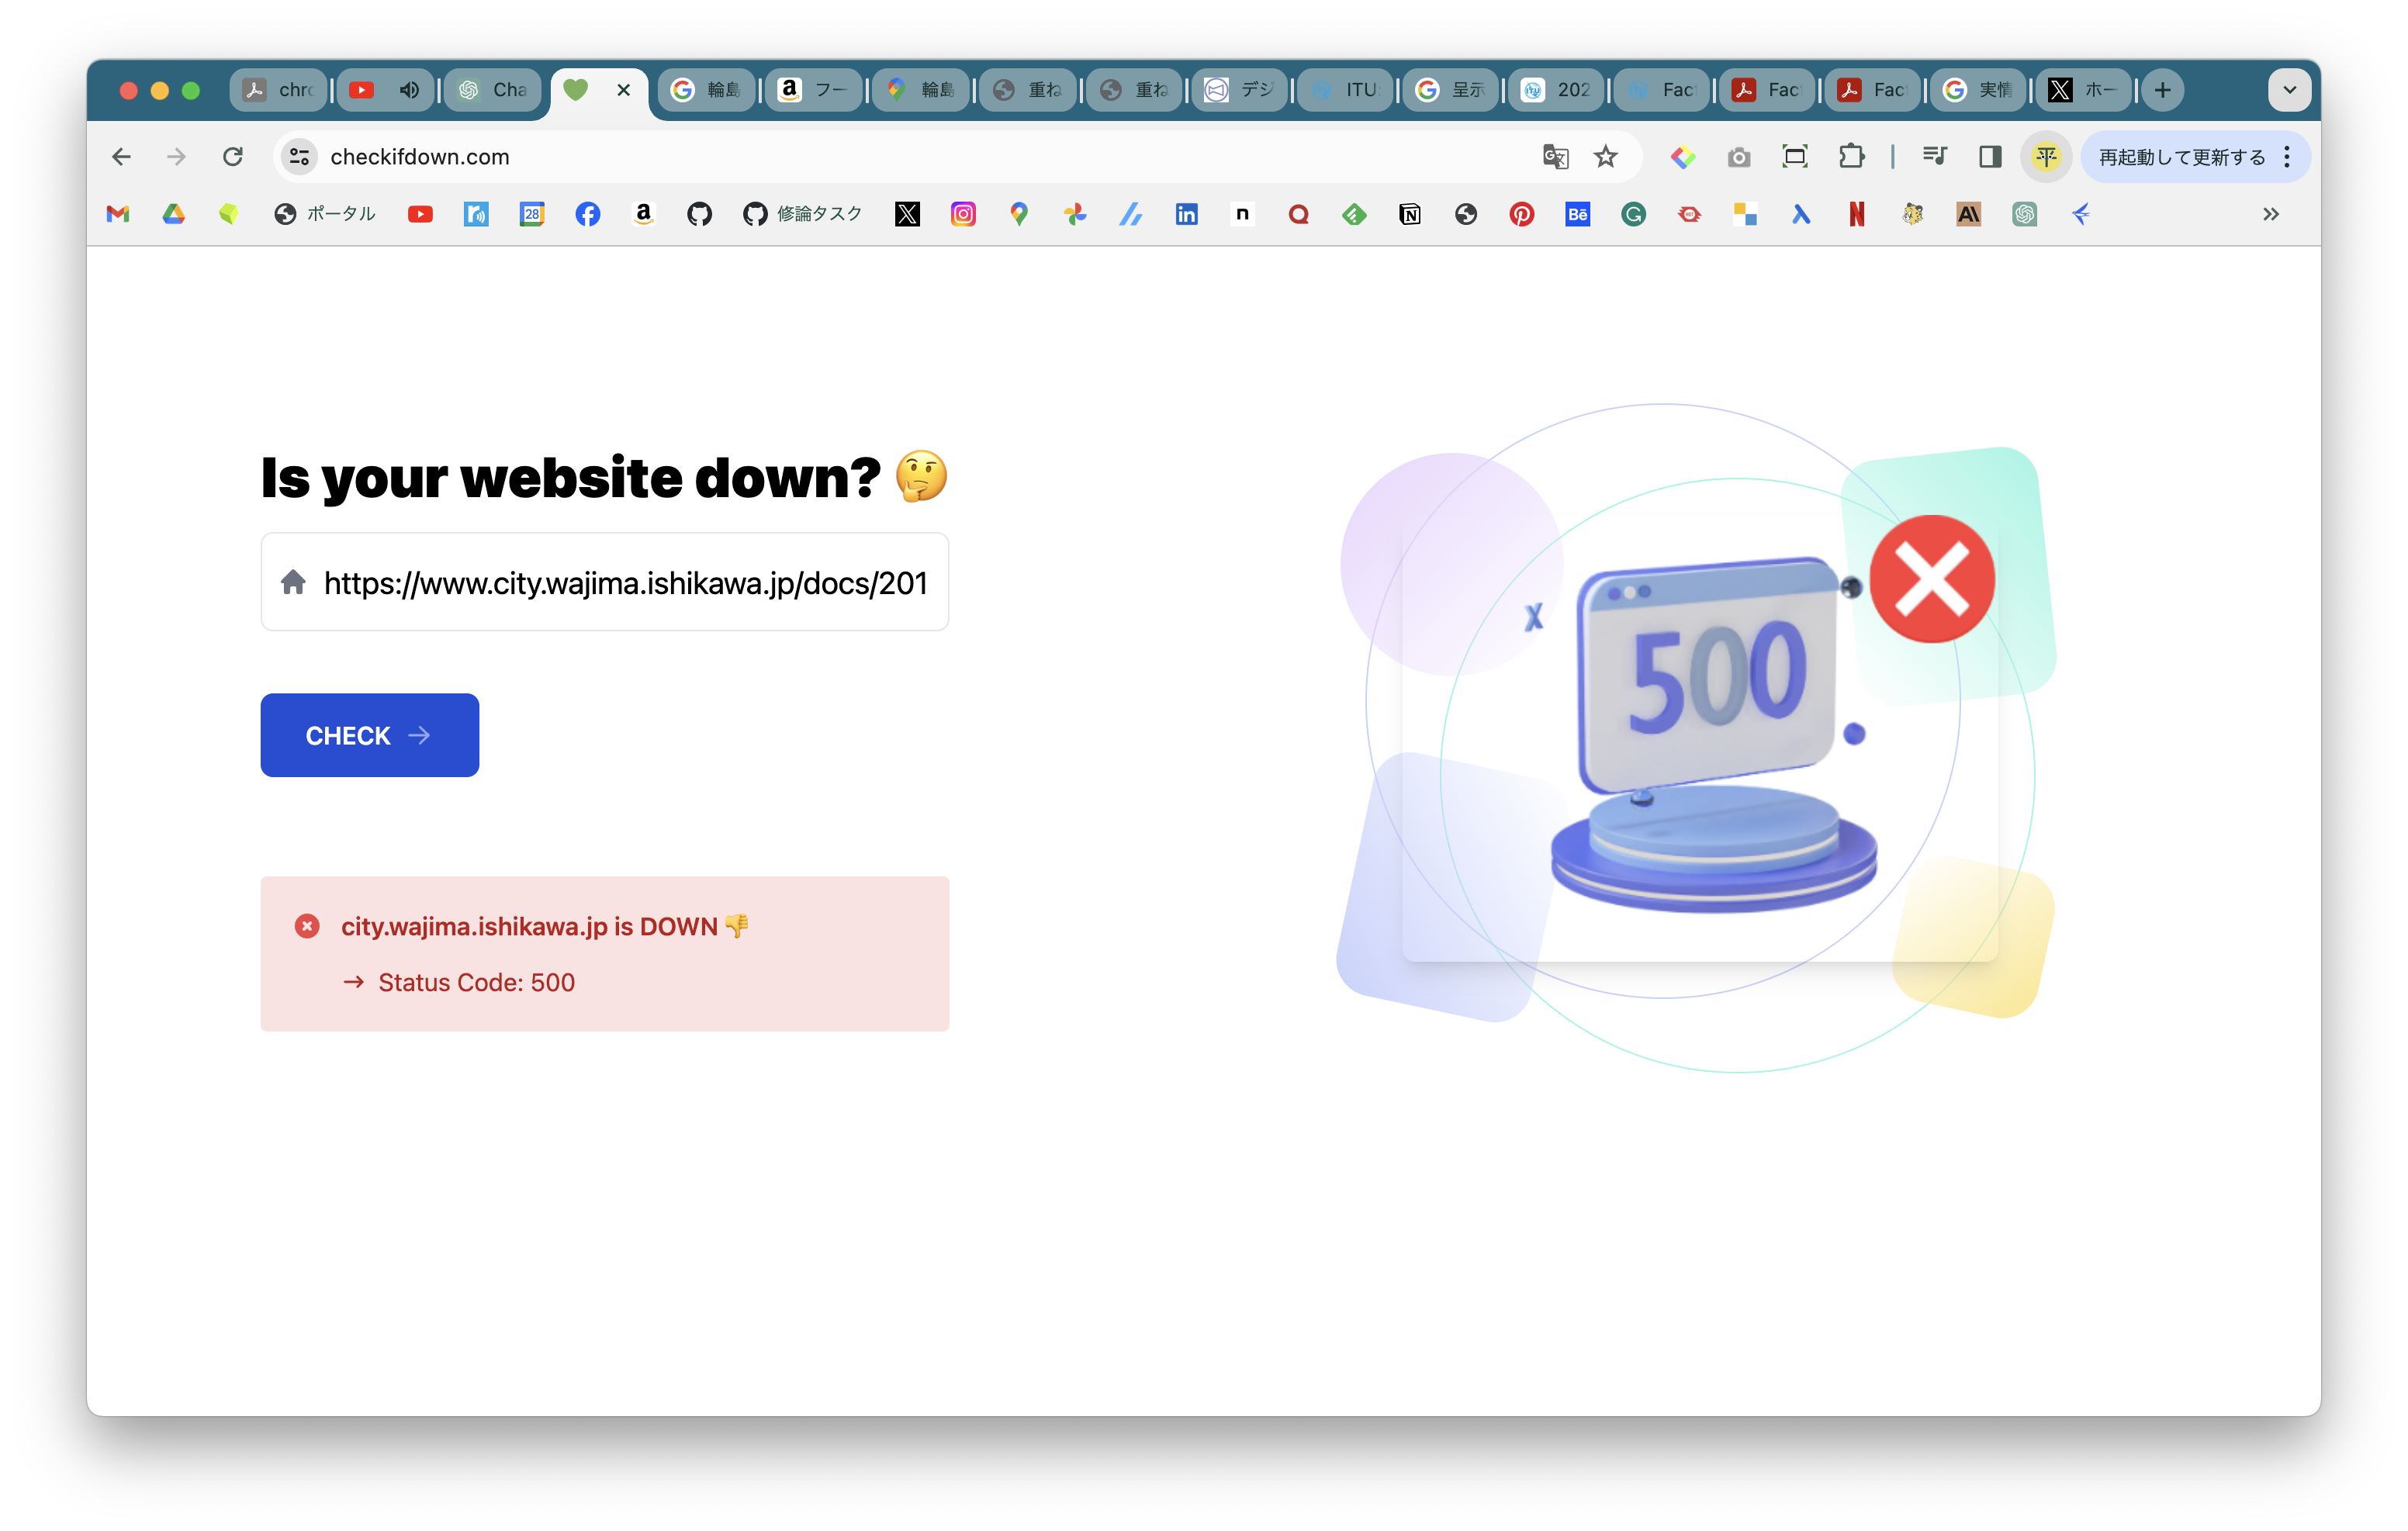 chrc
Cha
輪島
フー
輪島
重ね
重ね
デジ
ITU:
呈示
202
Fac
Fac
Fac
実情
ホー
checkifdown.com
再起動して更新する
ポータル
28
修論タスク
Is your website down? 🤔
https://www.city.wajima.ishikawa.jp/docs/201
500
CHECK →
city.wajima.ishikawa.jp is DOWN 👎
→ Status Code: 500